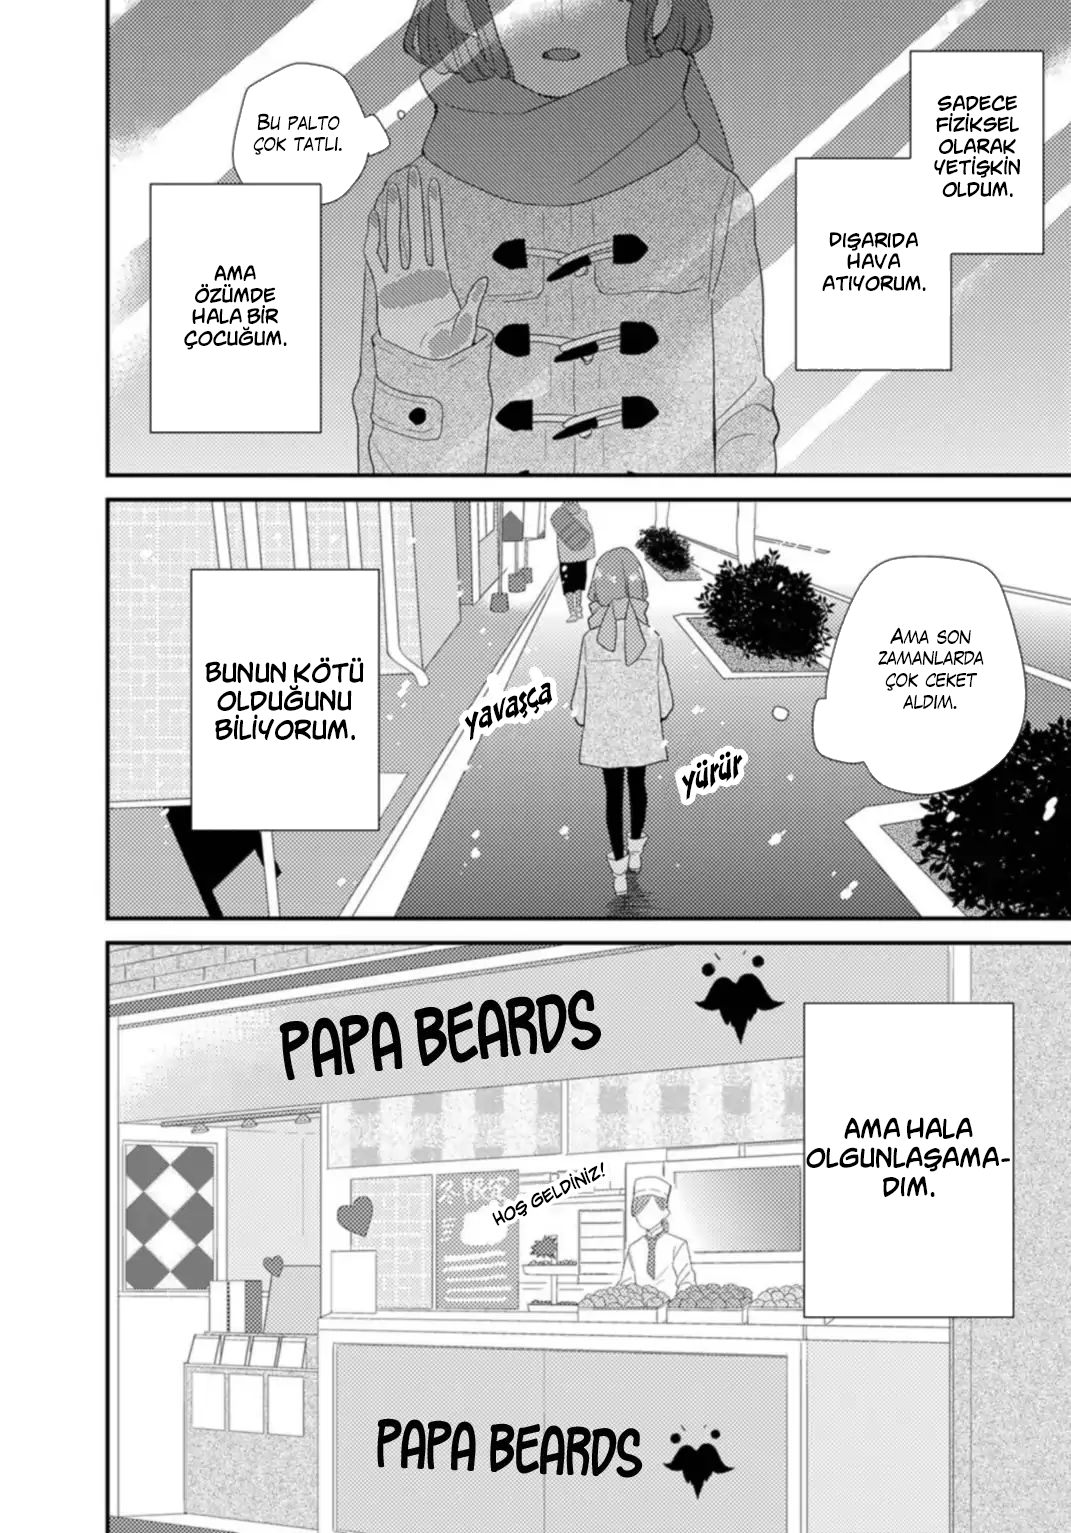 SADECE
FİZİKSEL
OLARAK
YETİŞKİN
OLDUM.
DIŞARIDA
HAVA
ATIYORUM.
BU PALTO
ÇOK TATLI.
AMA
ÖZÜMDE
HALA BİR
ÇOCUĞUM.
AMA SON
ZAMANLARDA
ÇOK CEKET
ALDIM.
yavaşça
yürür
BUNUN KÖTÜ
OLDUĞUNU
BİLİYORUM.
PAPA BEARDS
AMA HALA
OLGUNLAŞAMA-
DIM.
HOŞ GELDİNİZ!
PAPA BEARDS